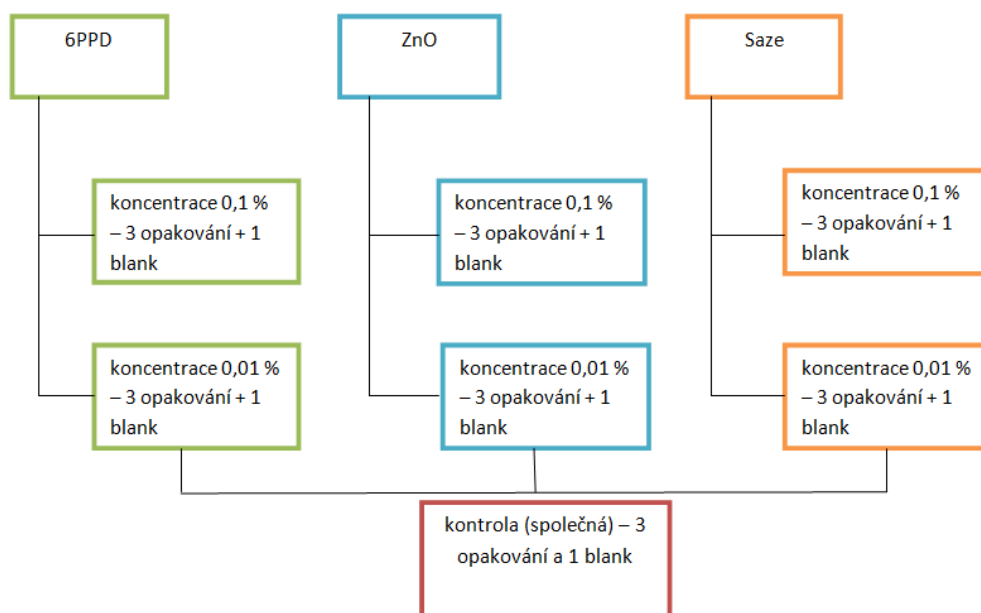 6PPD
ZnO
Saze
koncentrace 0,1 %
– 3 opakování + 1
blank
koncentrace 0,1 %
– 3 opakování + 1
blank
koncentrace 0,1 %
– 3 opakování + 1
blank
koncentrace 0,01 %
– 3 opakování + 1
blank
koncentrace 0,01 %
– 3 opakování + 1
blank
koncentrace 0,01 %
– 3 opakování + 1
blank
kontrola (společná) – 3
opakování a 1 blank